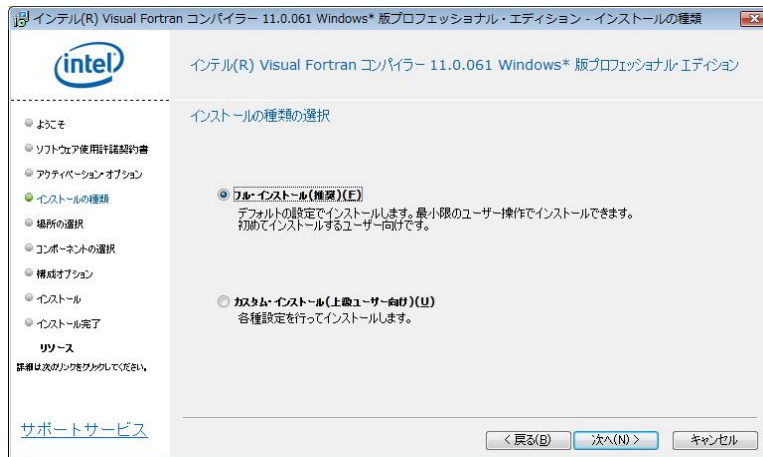 インテル(R) Visual Fortran コンパイラー 11.0.061 Windows* 版プロフェッショナル・エディション - インストールの種類
intel
インテル(R) Visual Fortran コンパイラー 11.0.061 Windows* 版プロフェッショナル・エディション
インストールの種類の選択
ようこそ
ソフトウェア使用許諾契約書
アクティベーション・オプション
インストールの種類
場所の選択
コンポーネントの選択
構成オプション
インストール
インストール完了
リソース
詳細は次のリンクをクリックしてください。
サポートサービス
フル・インストール(推奨)(F)
デフォルトの設定でインストールします。最小限のユーザー操作でインストールできます。
初めてインストールするユーザー向けです。
カスタム・インストール(上級ユーザー向け)(U)
各種設定を行ってインストールします。
< 戻る(B)
次へ(N) >
キャンセル